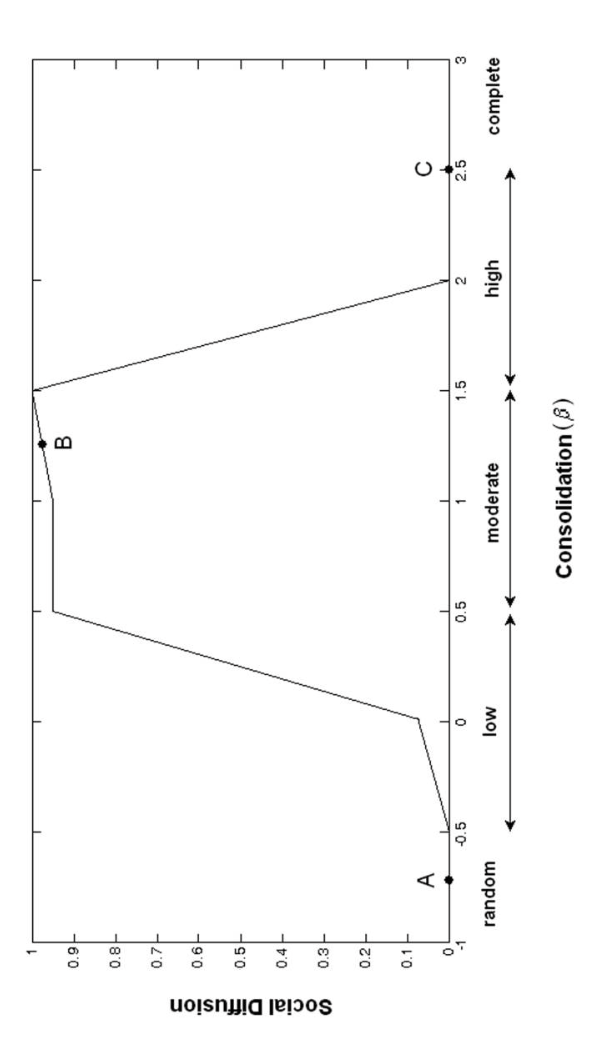 Social Diffusion
1
0.9
0.8
0.7
0.6
0.5
0.4
0.3
0.2
0.1
0
A
B
C
-1 -0.5 0 0.5 1 1.5 2 2.5 3
random low moderate high complete
Consolidation (β)